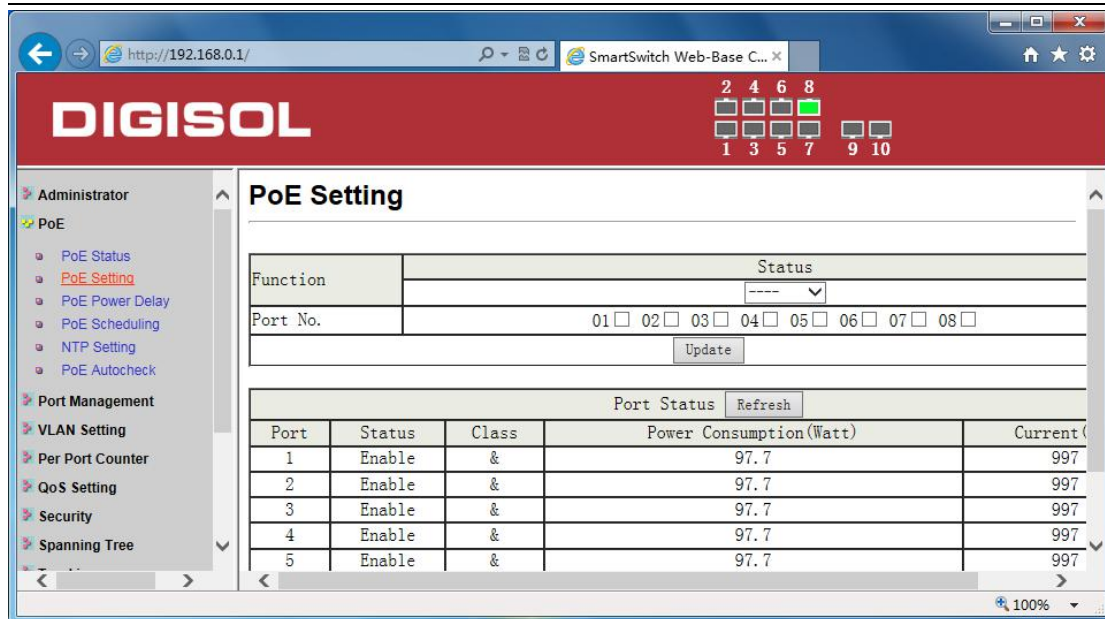 http://192.168.0.1/
SmartSwitch Web-Base C...
DIGISOL
2 4 6 8
1 3 5 7 9 10
Administrator
PoE
PoE Status
PoE Setting
PoE Power Delay
PoE Scheduling
NTP Setting
PoE Autocheck
Port Management
VLAN Setting
Per Port Counter
QoS Setting
Security
Spanning Tree
PoE Setting
Function
Status
----
Port No. 01 02 03 04 05 06 07 08
Update
Port Status Refresh
Port Status Class Power Consumption(Watt) Current(
1 Enable & 97.7 997
2 Enable & 97.7 997
3 Enable & 97.7 997
4 Enable & 97.7 997
5 Enable & 97.7 997
100%